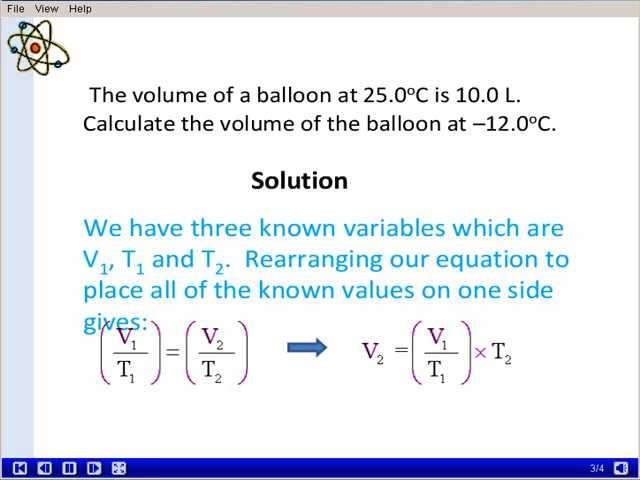 File View Help
The volume of a balloon at 25.0°C is 10.0 L.
Calculate the volume of the balloon at –12.0°C.
Solution
We have three known variables which are
V₁, T₁ and T₂. Rearranging our equation to
place all of the known values on one side
gives:
(V₁/T₁) = (V₂/T₂) V₂ = (V₁/T₁) × T₂
3/4